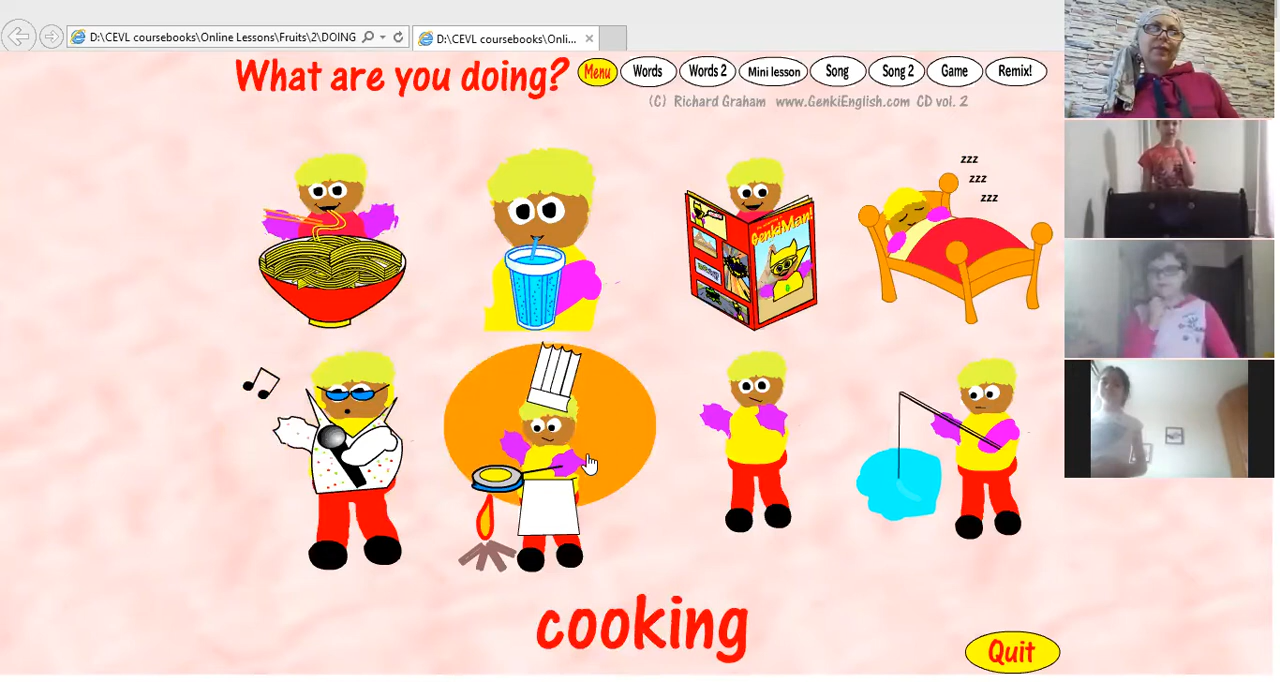 D:\CEVL coursebooks\Online Lessons\Fruits\2\DOING
D:\CEVL coursebooks\Onli...
What are you doing?
Menu
Words
Words 2
Mini lesson
Song
Song 2
Game
Remix!
(C) Richard Graham www.GenkiEnglish.com CD vol. 2
zzz
zzz
zzz
GenkiMan!
cooking
Quit